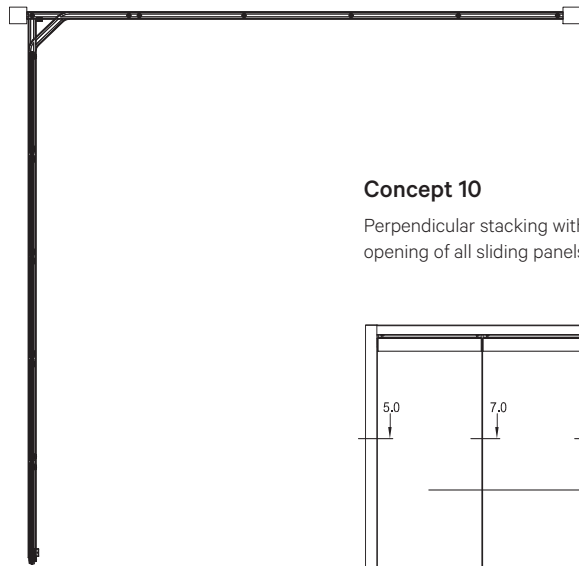 Concept 10
Perpendicular stacking with
opening of all sliding panels
5.0
7.0